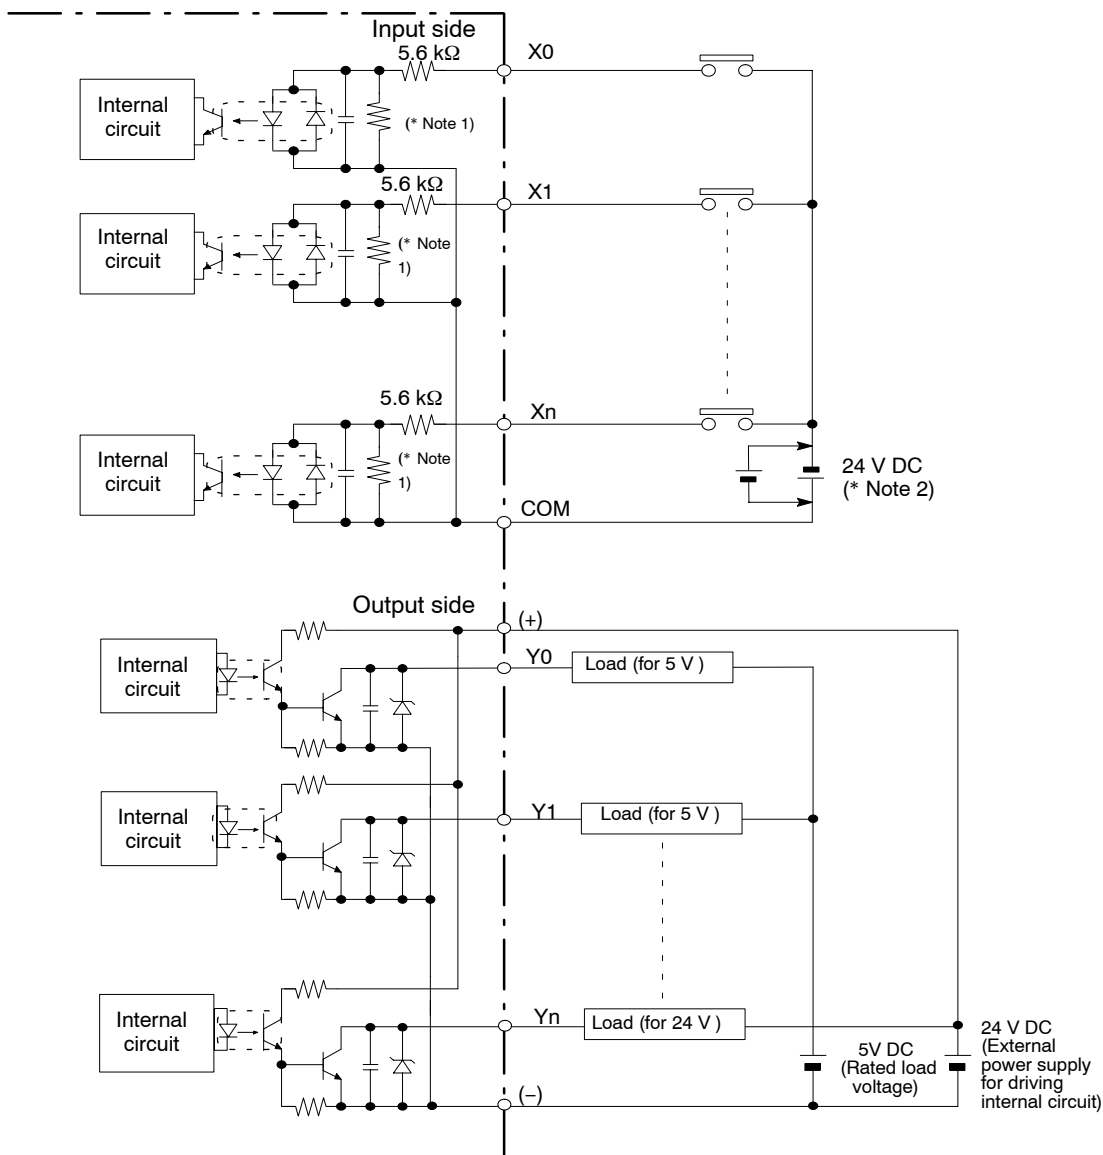 Input side
5.6 kΩ
X0
Internal
circuit
(* Note 1)
5.6 kΩ
X1
Internal
circuit
(* Note
1)
5.6 kΩ
Xn
Internal
circuit
(* Note
1)
24 V DC
(* Note 2)
COM
Output side
(+)
Internal
circuit
Y0
Load (for 5 V )
Internal
circuit
Y1
Load (for 5 V )
Internal
circuit
Yn
Load (for 24 V )
5V DC
(Rated load
voltage)
24 V DC
(External
power supply
for driving
internal circuit)
(−)